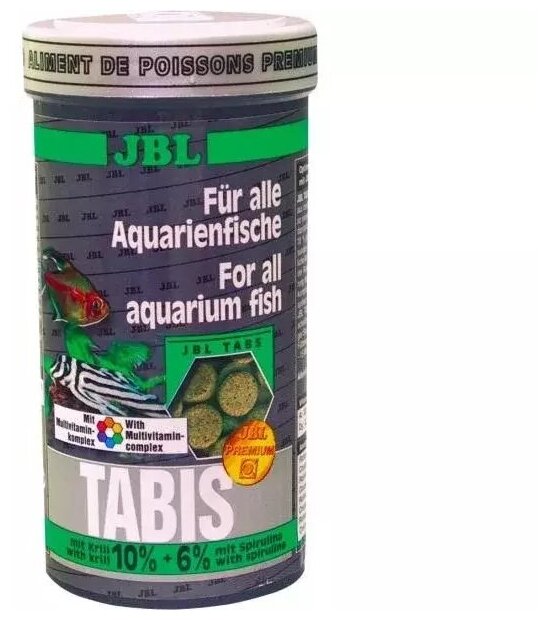 ALIMENT DE POISSONS PREMIUM
JBL
Für alle
Aquarienfische
For all
aquarium fish
JBL TABS
Mit
Multivitamin-
komplex
With
Multivitamin-
complex
JBL
PREMIUM
TABIS
mit Krill
with krill
10% + 6%
mit Spirulina
with spirulina